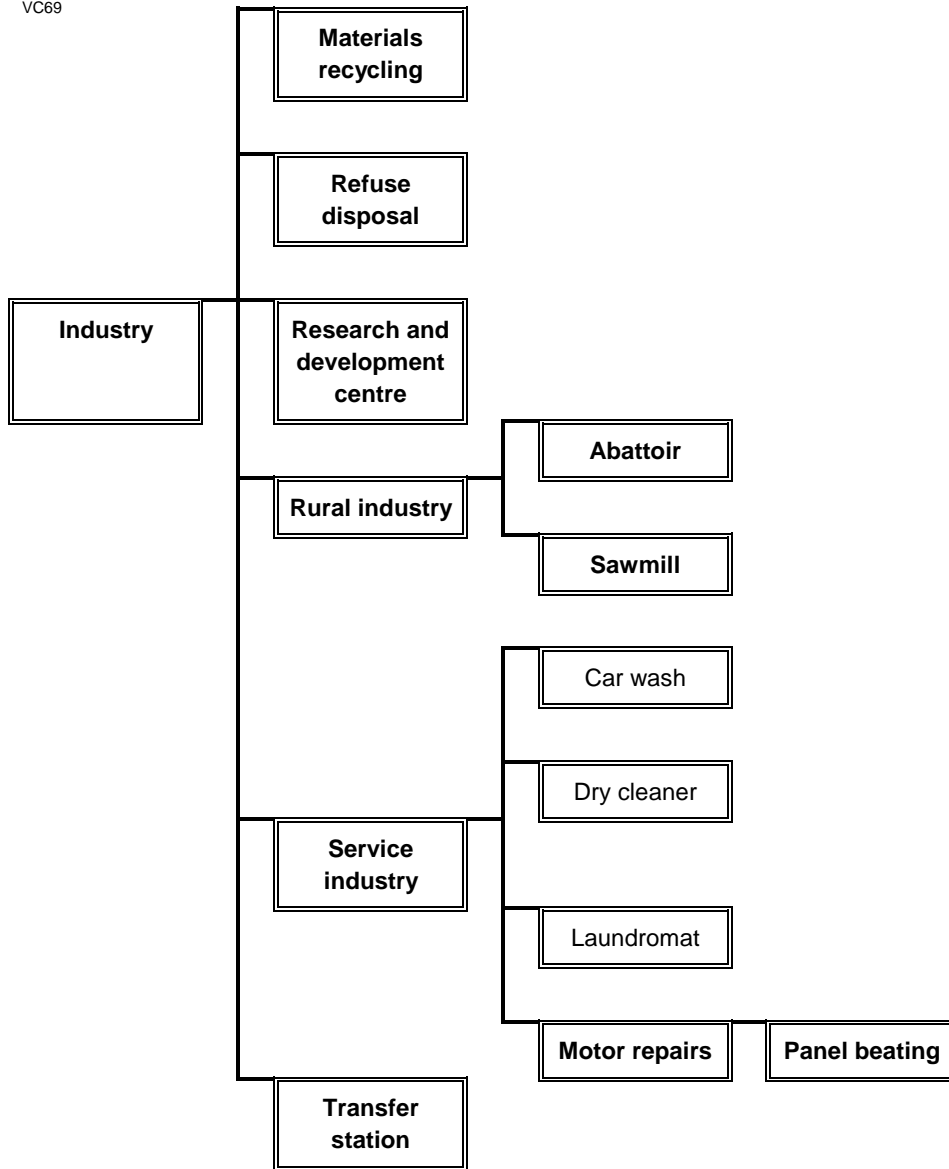 VC69
Materials
recycling
Refuse
disposal
Industry
Research and
development
centre
Rural industry
Abattoir
Sawmill
Service
industry
Car wash
Dry cleaner
Laundromat
Motor repairs
Panel beating
Transfer
station